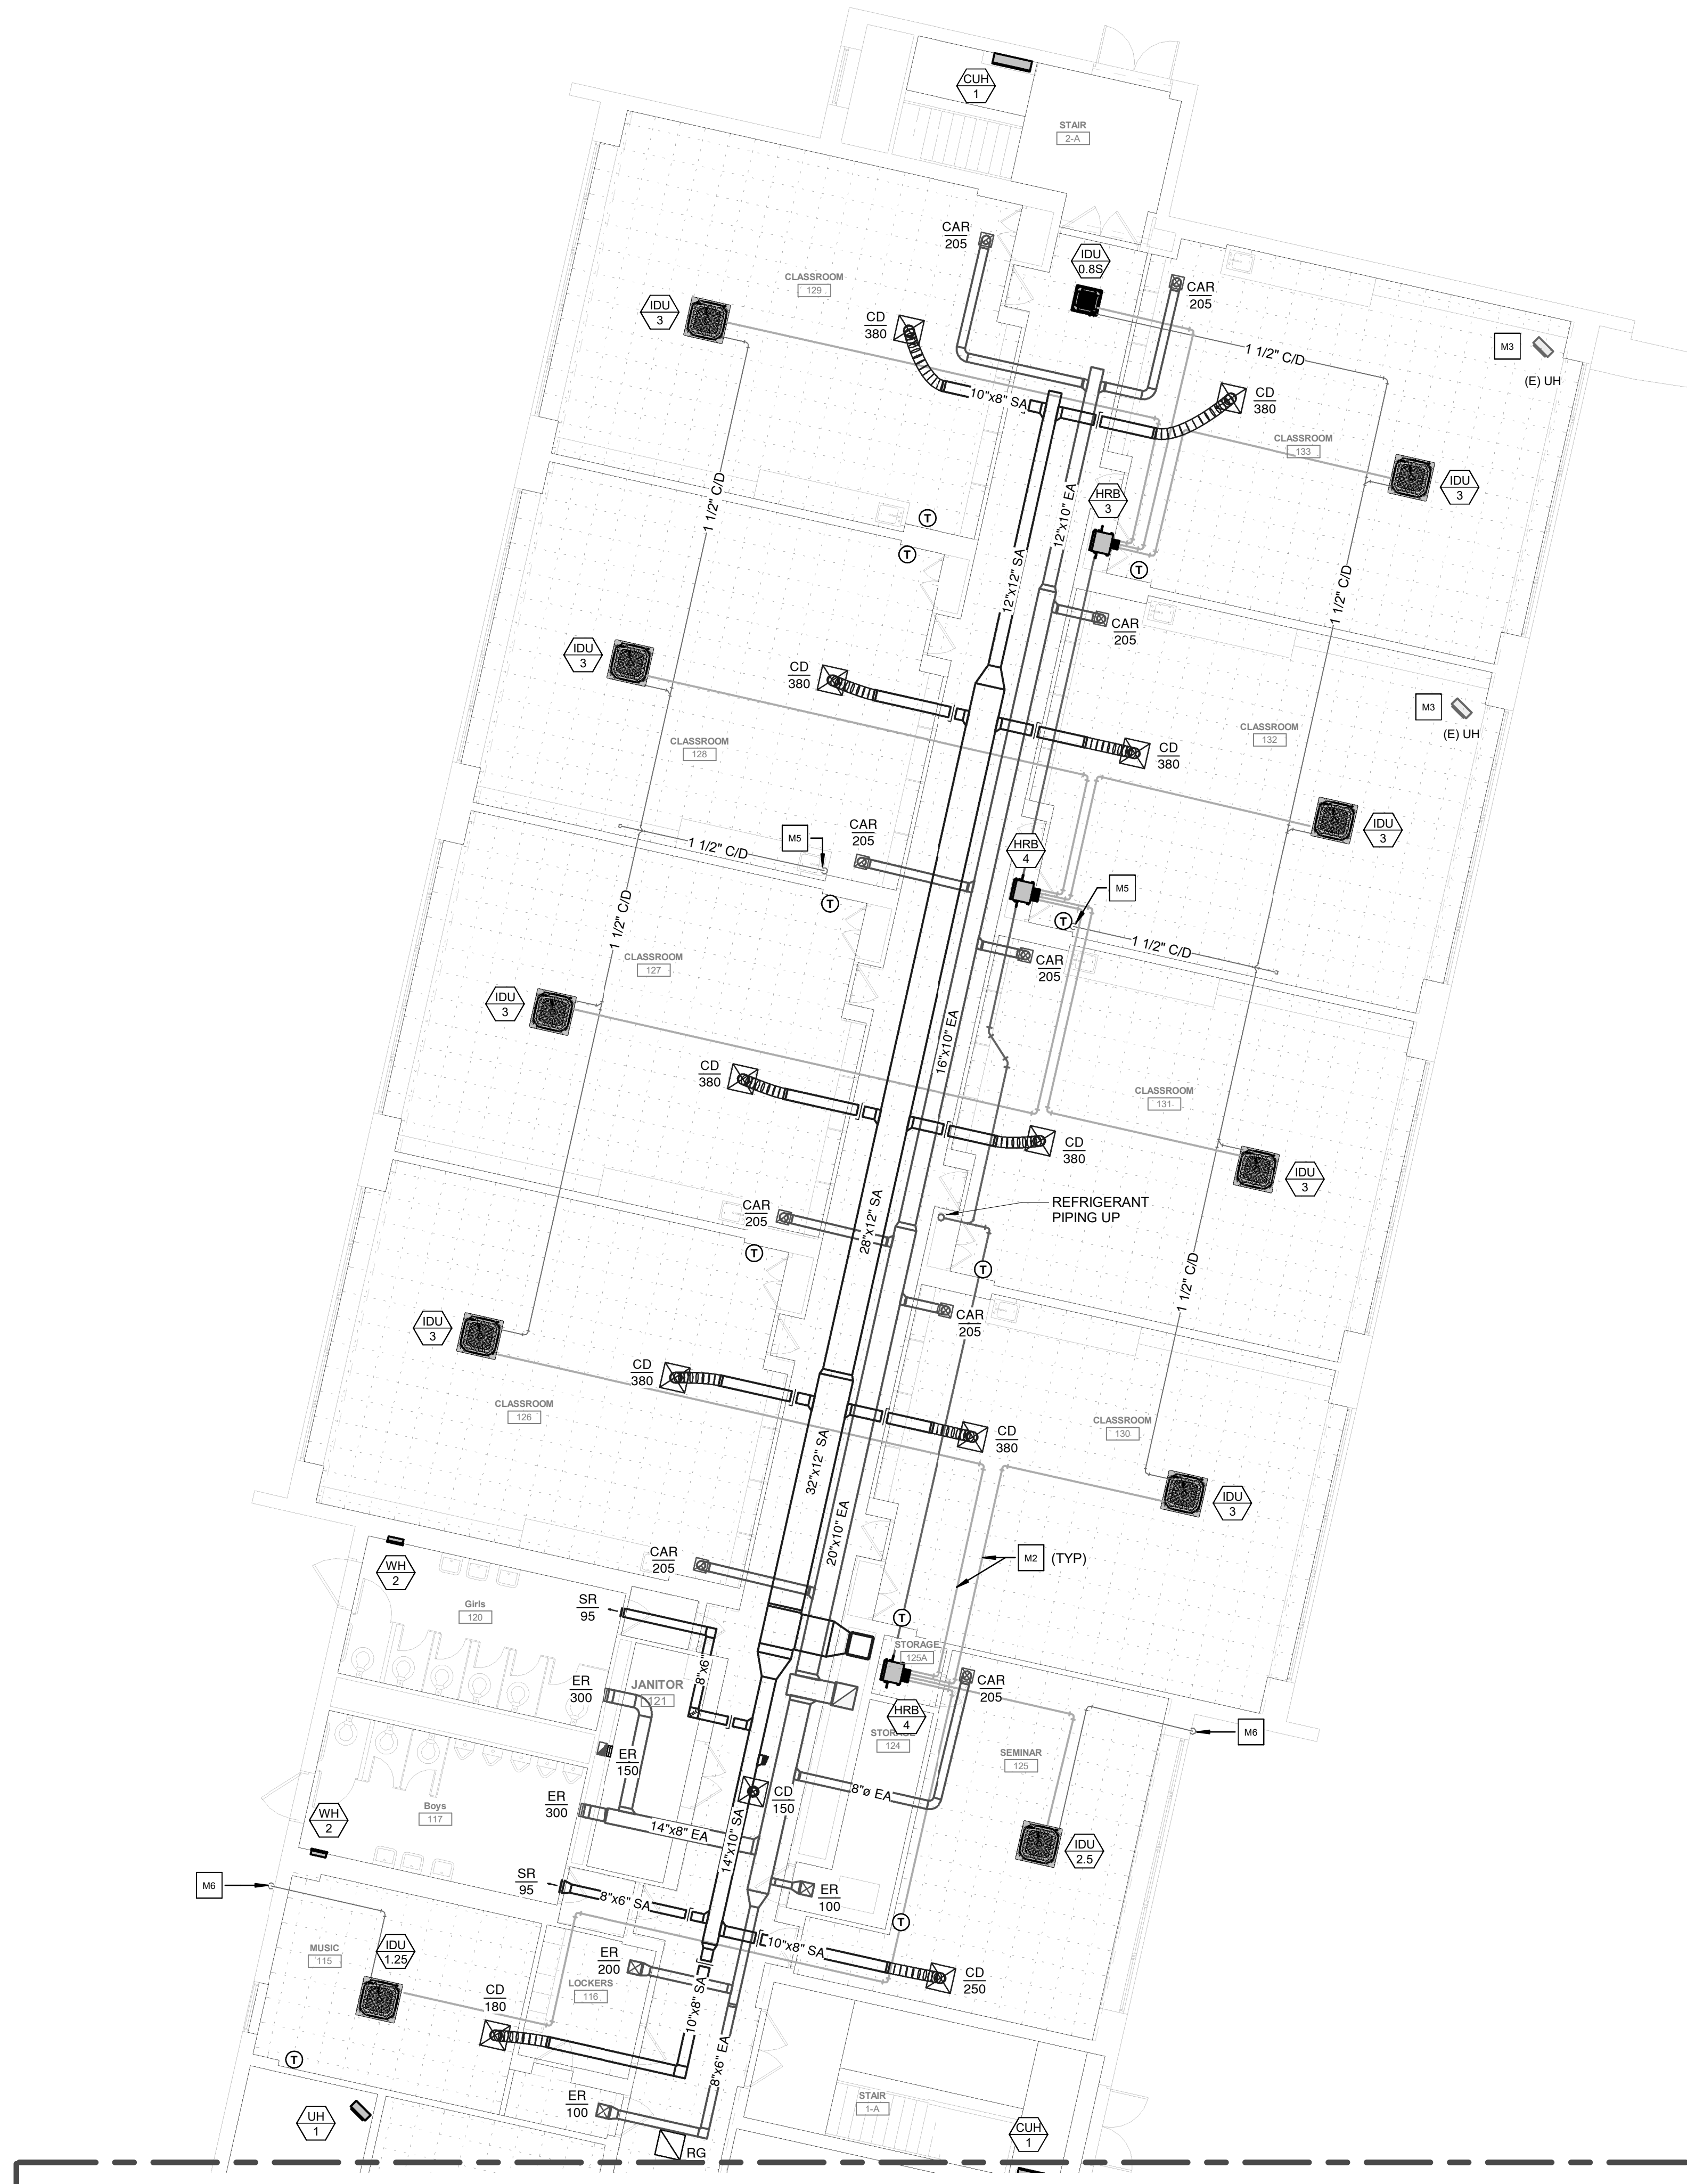 CUH
1
STAIR
2-A
CAR
205
IDU
0.8S
CLASSROOM
129
CAR
205
IDU
3
CD
380
1 1/2" C/D
M3
(E) UH
10"x8" SA
CD
380
CLASSROOM
133
IDU
3
1 1/2" C/D
HRB
3
12"x10" EA
T
T
T
12"x12" SA
1 1/2" C/D
CAR
205
IDU
3
CD
380
M3
(E) UH
CLASSROOM
132
CLASSROOM
128
CD
380
IDU
3
M5
CAR
205
1 1/2" C/D
HRB
4
M5
T
T
1 1/2" C/D
1 1/2" C/D
CLASSROOM
127
CAR
205
IDU
3
16"x10" EA
CD
380
CLASSROOM
131
CD
380
IDU
3
CAR
205
28"x12" SA
REFRIGERANT
PIPING UP
T
T
1 1/2" C/D
CAR
205
IDU
3
CD
380
CLASSROOM
126
CLASSROOM
130
CD
380
32"x12" SA
IDU
3
20"x10" EA
M2
(TYP)
CAR
205
WH
2
Girls
120
SR
95
T
STORAGE
125A
8"x6"
ER
300
JANITOR
121
CAR
205
HRB
4
STORAGE
124
M6
SEMINAR
125
ER
150
8"ø EA
CD
150
ER
300
Boys
117
WH
2
14"x8" EA
14"x10" SA
IDU
2.5
M6
SR
95
8"x6" SA
ER
100
T
10"x8" SA
MUSIC
115
IDU
1.25
ER
200
LOCKERS
116
CD
250
CD
180
10"x8" SA
T
8"x6" EA
ER
100
STAIR
1-A
UH
1
CUH
1
RG